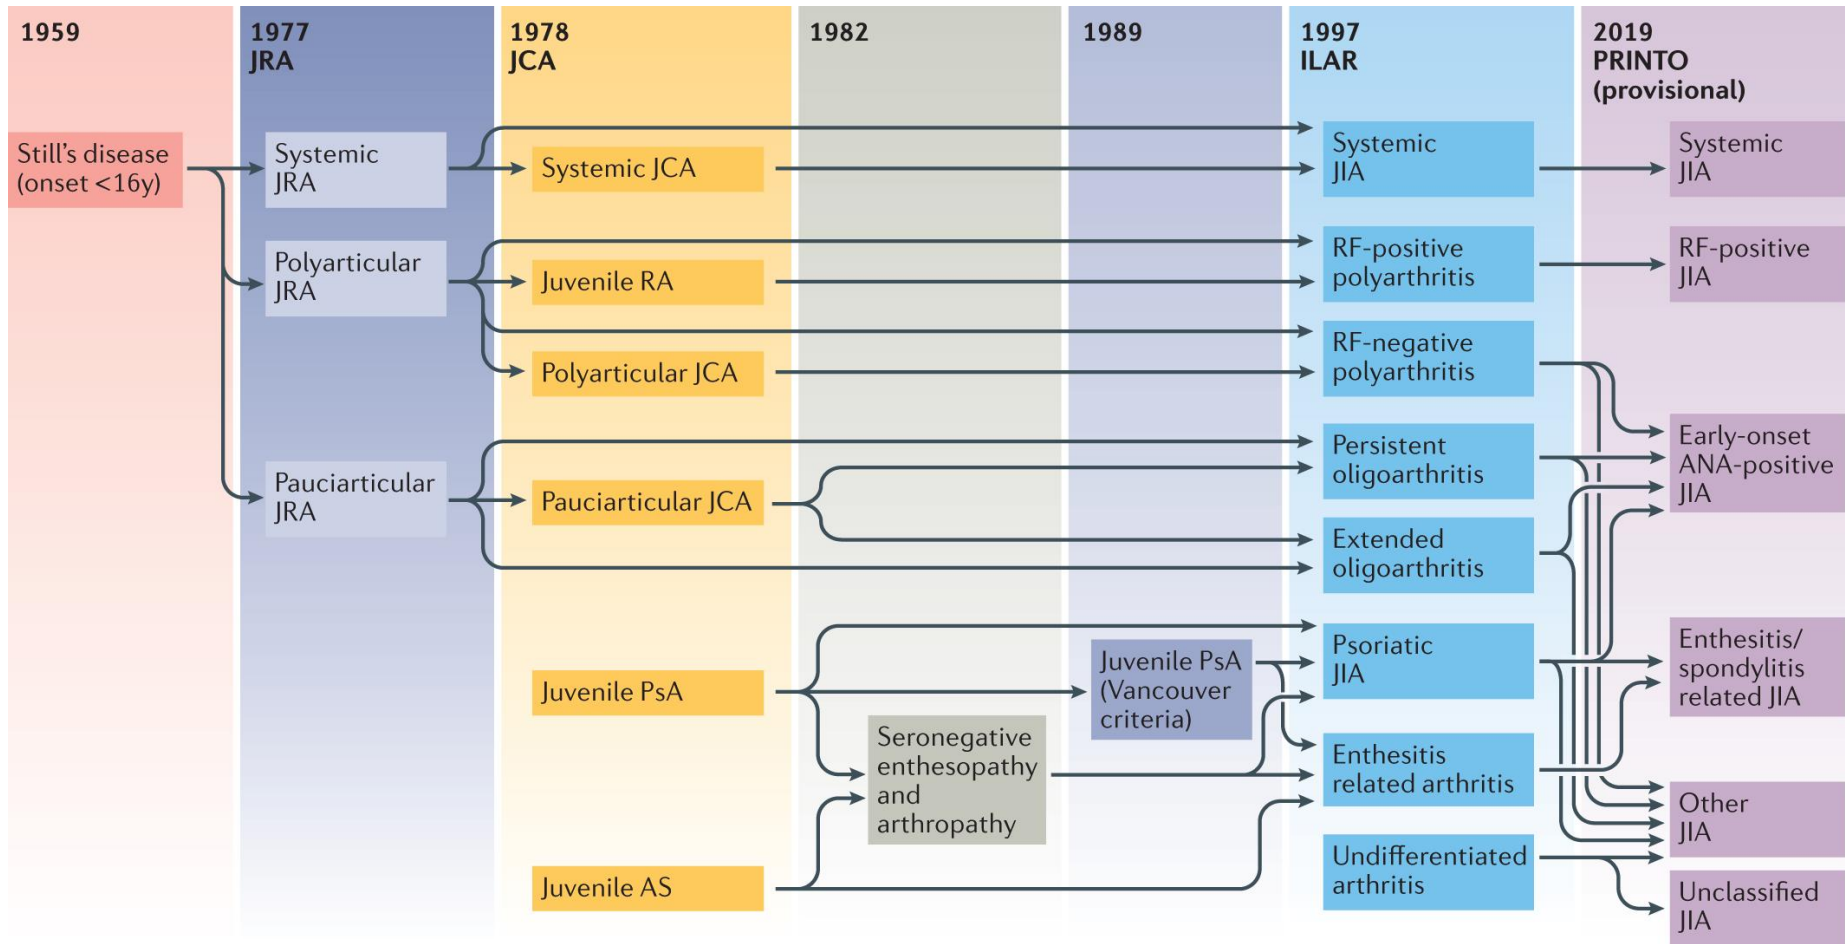 1959
1977
JRA
1978
JCA
1982
1989
1997
ILAR
2019
PRINTO
(provisional)
Still's disease
(onset <16y)
Systemic
JRA
Polyarticular
JRA
Pauciarticular
JRA
Systemic JCA
Juvenile RA
Polyarticular JCA
Pauciarticular JCA
Juvenile PsA
Juvenile AS
Seronegative
enthesopathy
and
arthropathy
Juvenile PsA
(Vancouver
criteria)
Systemic
JIA
RF-positive
polyarthritis
RF-negative
polyarthritis
Persistent
oligoarthritis
Extended
oligoarthritis
Psoriatic
JIA
Enthesitis
related arthritis
Undifferentiated
arthritis
Systemic
JIA
RF-positive
JIA
Early-onset
ANA-positive
JIA
Enthesitis/
spondylitis
related JIA
Other
JIA
Unclassified
JIA